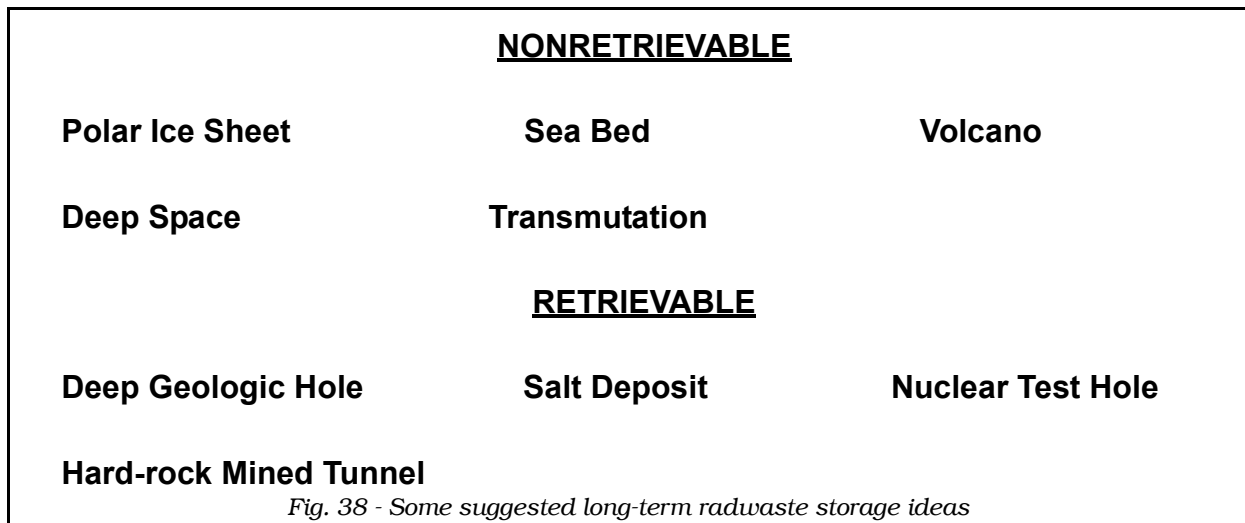 NONRETRIEVABLE
Polar Ice Sheet Sea Bed Volcano
Deep Space Transmutation
RETRIEVABLE
Deep Geologic Hole Salt Deposit Nuclear Test Hole
Hard-rock Mined Tunnel
Fig. 38 - Some suggested long-term radwaste storage ideas